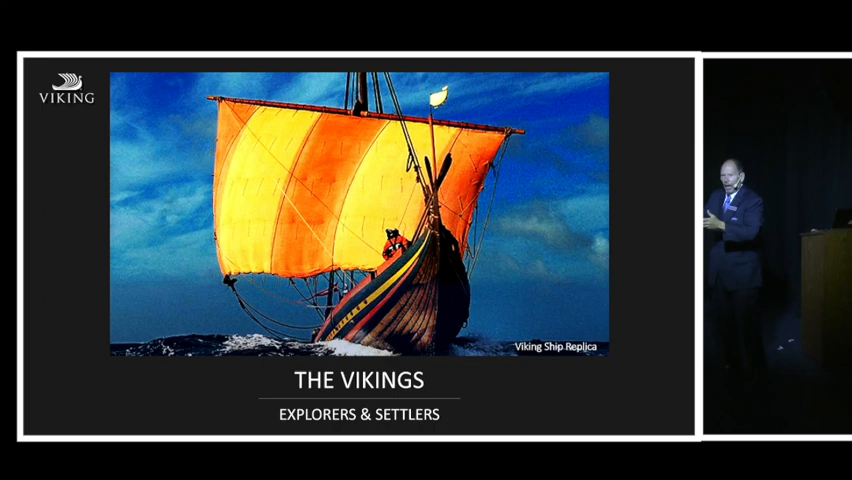 VIKING
Viking Ship Replica
THE VIKINGS
EXPLORERS & SETTLERS